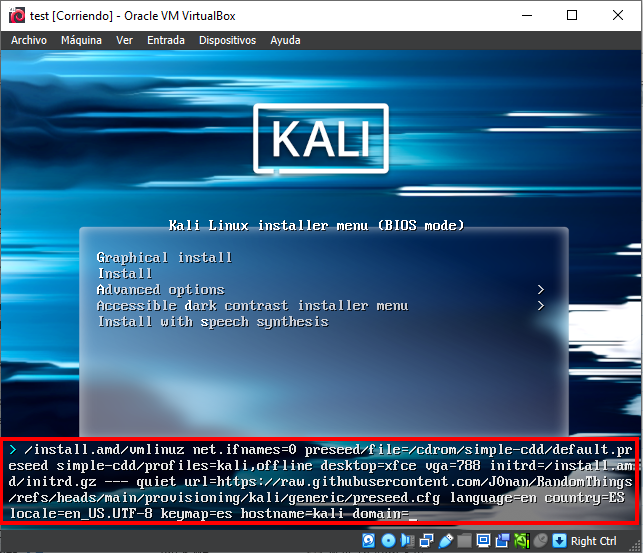 test [Corriendo] - Oracle VM VirtualBox
Archivo Máquina Ver Entrada Dispositivos Ayuda
KALI
Kali Linux installer menu (BIOS mode)
Graphical install
Install
Advanced options >
Accessible dark contrast installer menu >
Install with speech synthesis
> /install.amd/vmlinuz net.ifnames=0 preseed/file=/cdrom/simple-cdd/default.pr
eseed simple-cdd/profiles=kali,offline desktop=xfce vga=788 initrd=/install.am
d/initrd.gz --- quiet url=https://raw.githubusercontent.com/J0nan/RandomThings
/refs/heads/main/provisioning/kali/generic/preseed.cfg language=en country=ES
locale=en_US.UTF-8 keymap=es hostname=kali domain=_
Right Ctrl